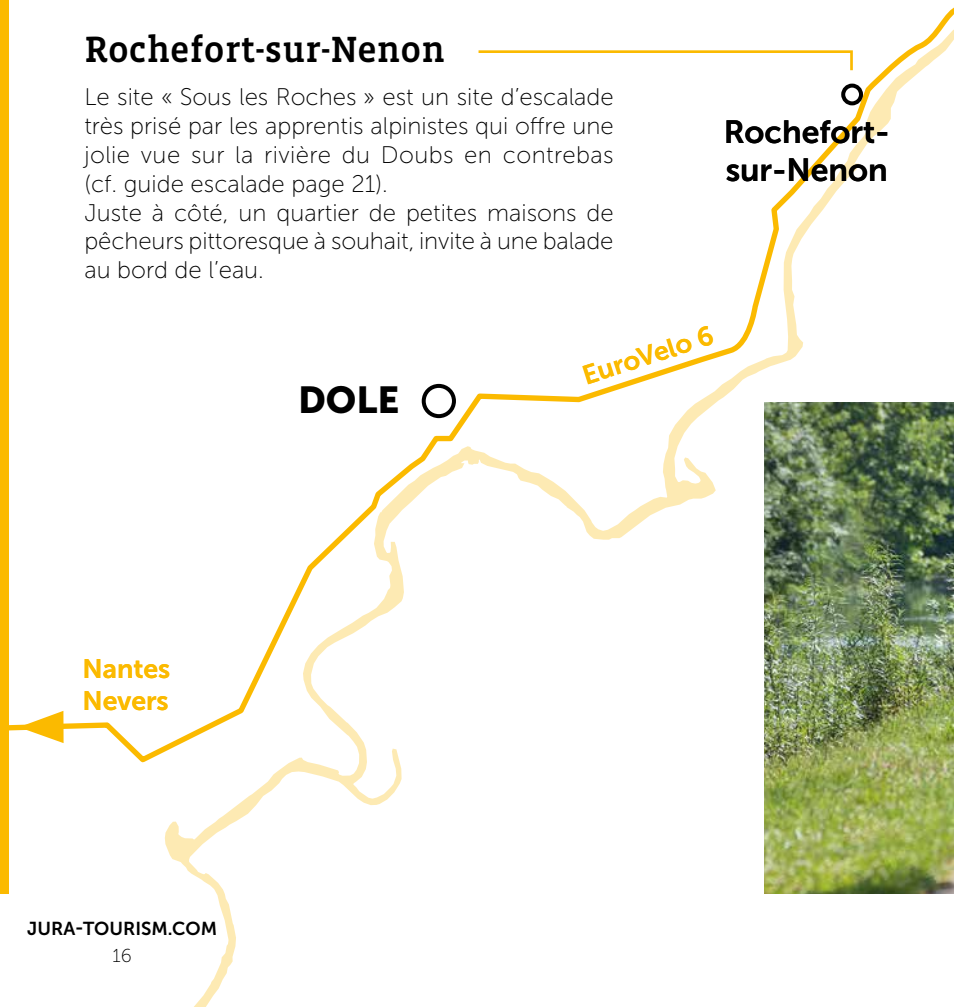 Rochefort-sur-Nenon
Le site « Sous les Roches » est un site d’escalade
très prisé par les apprentis alpinistes qui offre une
jolie vue sur la rivière du Doubs en contrebas
(cf. guide escalade page 21).
Juste à côté, un quartier de petites maisons de
pêcheurs pittoresque à souhait, invite à une balade
au bord de l’eau.
Rochefort-
sur-Nenon
EuroVelo 6
DOLE
Nantes
Nevers
JURA-TOURISM.COM
16